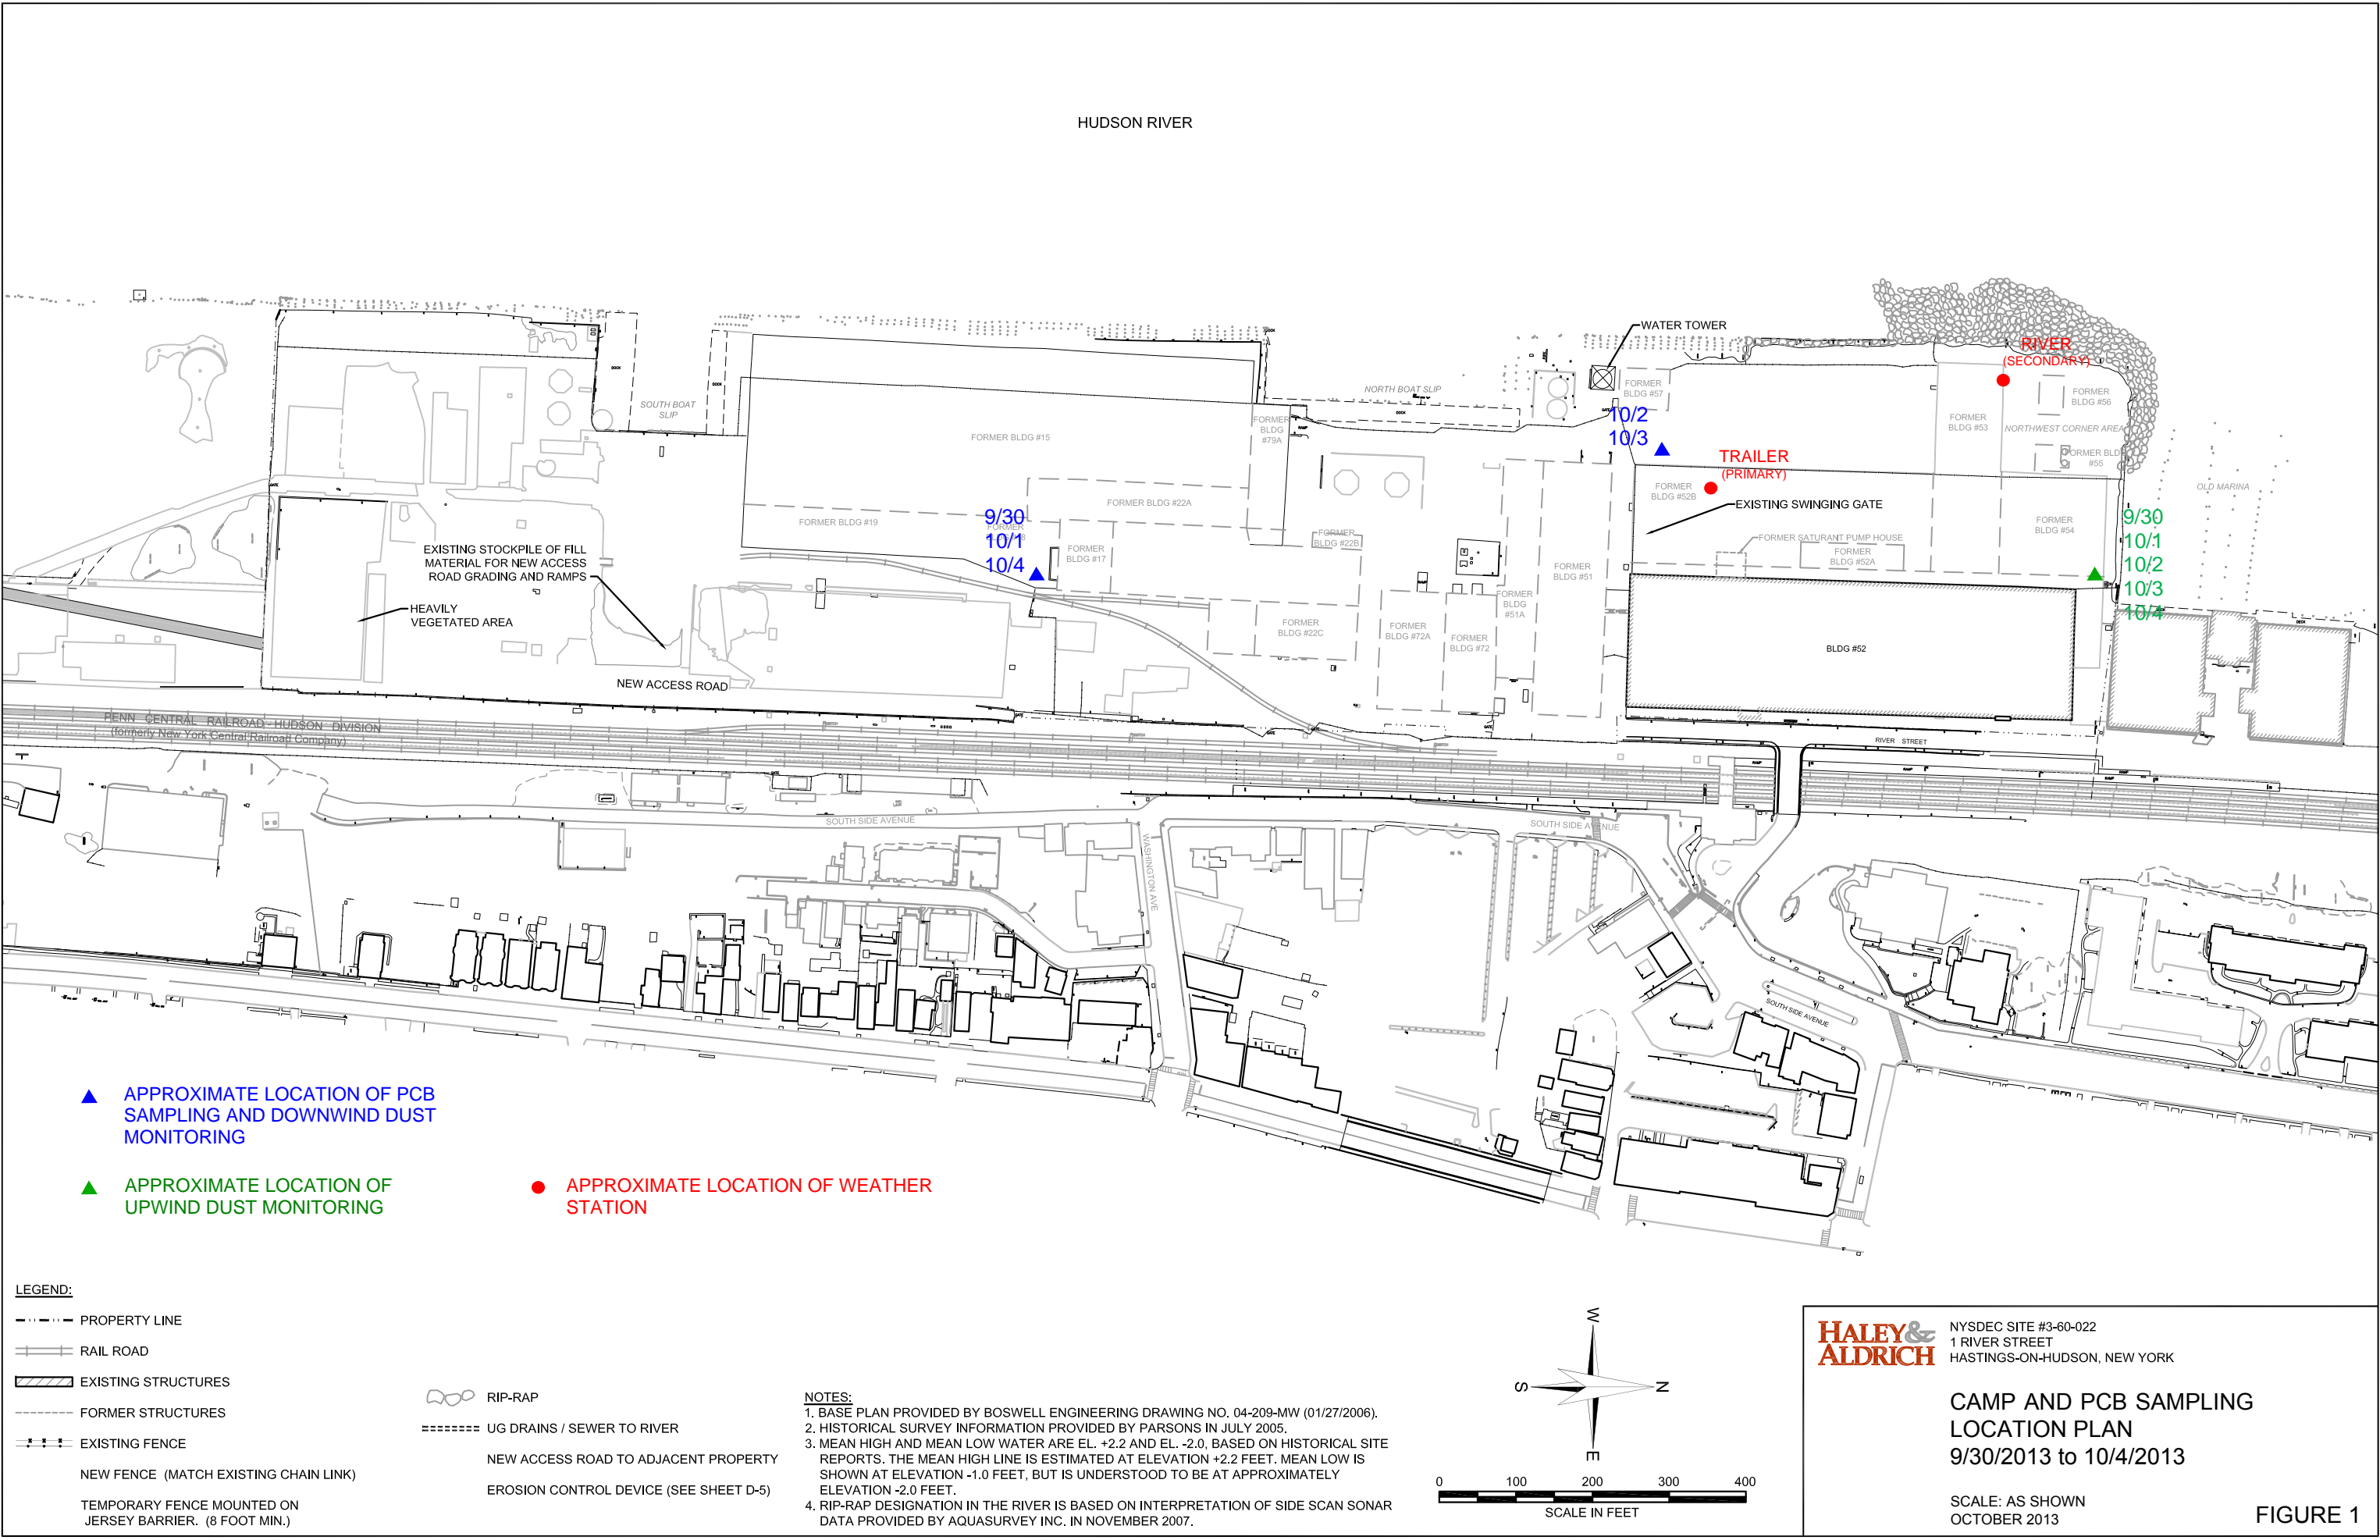 HUDSON RIVER
WATER TOWER
RIVER
(SECONDARY)
NORTH BOAT SLIP
SOUTH BOAT
SLIP
DOCK
DOCK
DOCK
FORMER
BLDG #57
FORMER
BLDG #56
10/2
10/3
FORMER
BLDG
#79A
FORMER BLDG #15
FORMER
BLDG #53
NORTHWEST CORNER AREA
FORMER BLD
#55
TRAILER
(PRIMARY)
FORMER
BLDG #52B
EXISTING SWINGING GATE
OLD MARINA
FORMER BLDG #22A
FORMER BLDG #19
9/30
10/1
10/4
FORMER
FORMER
BLDG #17
FORMER
BLDG #22B
FORMER
BLDG #54
9/30
10/1
10/2
10/3
10/4
FORMER SATURANT PUMP HOUSE
FORMER
BLDG #52A
EXISTING STOCKPILE OF FILL
MATERIAL FOR NEW ACCESS
ROAD GRADING AND RAMPS
FORMER
BLDG #51
FORMER
BLDG
#51A
HEAVILY
VEGETATED AREA
FORMER
BLDG #22C
FORMER
BLDG #72A
FORMER
BLDG #72
BLDG #52
NEW ACCESS ROAD
PENN CENTRAL RAILROAD - HUDSON DIVISION
(formerly New York Central Railroad Company)
RIVER STREET
SOUTH SIDE AVENUE
SOUTH SIDE AVENUE
WASHINGTON AVE
SOUTH SIDE AVENUE
APPROXIMATE LOCATION OF PCB
SAMPLING AND DOWNWIND DUST
MONITORING
APPROXIMATE LOCATION OF
UPWIND DUST MONITORING
APPROXIMATE LOCATION OF WEATHER
STATION
LEGEND:
PROPERTY LINE
RAIL ROAD
EXISTING STRUCTURES
FORMER STRUCTURES
EXISTING FENCE
NEW FENCE (MATCH EXISTING CHAIN LINK)
TEMPORARY FENCE MOUNTED ON
JERSEY BARRIER. (8 FOOT MIN.)
RIP-RAP
UG DRAINS / SEWER TO RIVER
NEW ACCESS ROAD TO ADJACENT PROPERTY
EROSION CONTROL DEVICE (SEE SHEET D-5)
NOTES:
1. BASE PLAN PROVIDED BY BOSWELL ENGINEERING DRAWING NO. 04-209-MW (01/27/2006).
2. HISTORICAL SURVEY INFORMATION PROVIDED BY PARSONS IN JULY 2005.
3. MEAN HIGH AND MEAN LOW WATER ARE EL. +2.2 AND EL. -2.0, BASED ON HISTORICAL SITE
REPORTS. THE MEAN HIGH LINE IS ESTIMATED AT ELEVATION +2.2 FEET. MEAN LOW IS
SHOWN AT ELEVATION -1.0 FEET, BUT IS UNDERSTOOD TO BE AT APPROXIMATELY
ELEVATION -2.0 FEET.
4. RIP-RAP DESIGNATION IN THE RIVER IS BASED ON INTERPRETATION OF SIDE SCAN SONAR
DATA PROVIDED BY AQUASURVEY INC. IN NOVEMBER 2007.
W
S
N
E
0 100 200 300 400
SCALE IN FEET
HALEY&
ALDRICH
NYSDEC SITE #3-60-022
1 RIVER STREET
HASTINGS-ON-HUDSON, NEW YORK
CAMP AND PCB SAMPLING
LOCATION PLAN
9/30/2013 to 10/4/2013
SCALE: AS SHOWN
OCTOBER 2013
FIGURE 1